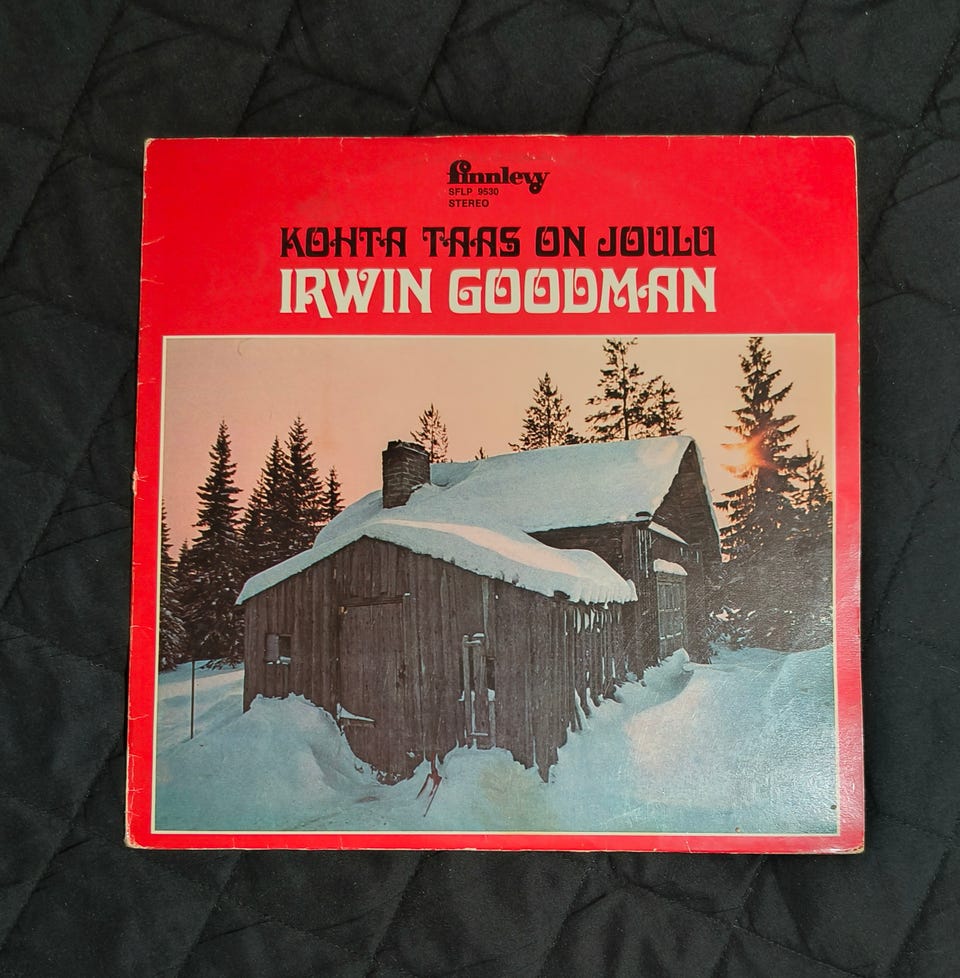 finnlevy
SFLP 9530
STEREO
KOHTA TAAS ON JOULU
IRWIN GOODMAN